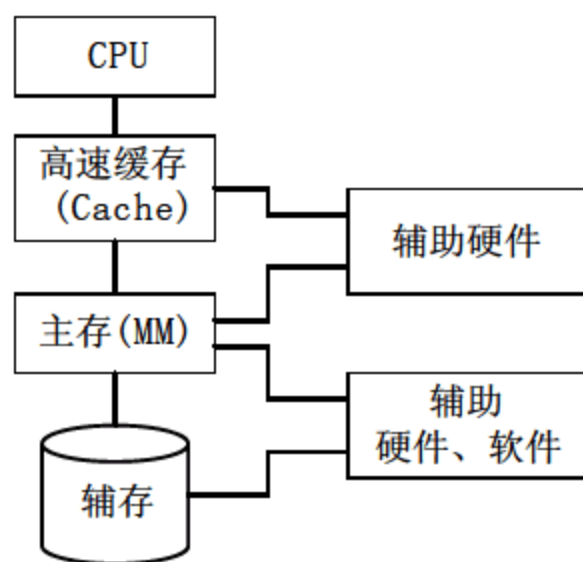 CPU
高速缓存
(Cache)
辅助硬件
主存(MM)
辅助
硬件、软件
辅存